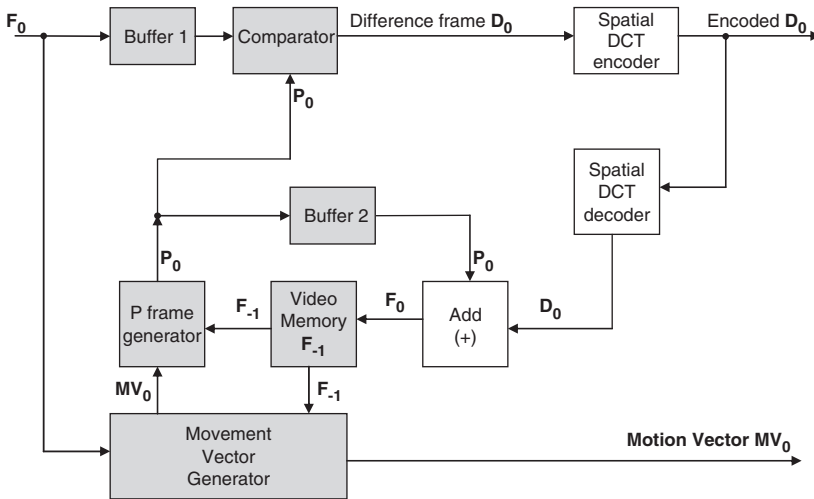 F₀
Buffer 1
Comparator
Difference frame D₀
Spatial
DCT
encoder
Encoded D₀
P₀
Spatial
DCT
decoder
Buffer 2
P₀
P₀
P frame
generator
F₋₁
Video
Memory
F₋₁
F₀
Add
(+)
D₀
MV₀
F₋₁
Movement
Vector
Generator
Motion Vector MV₀